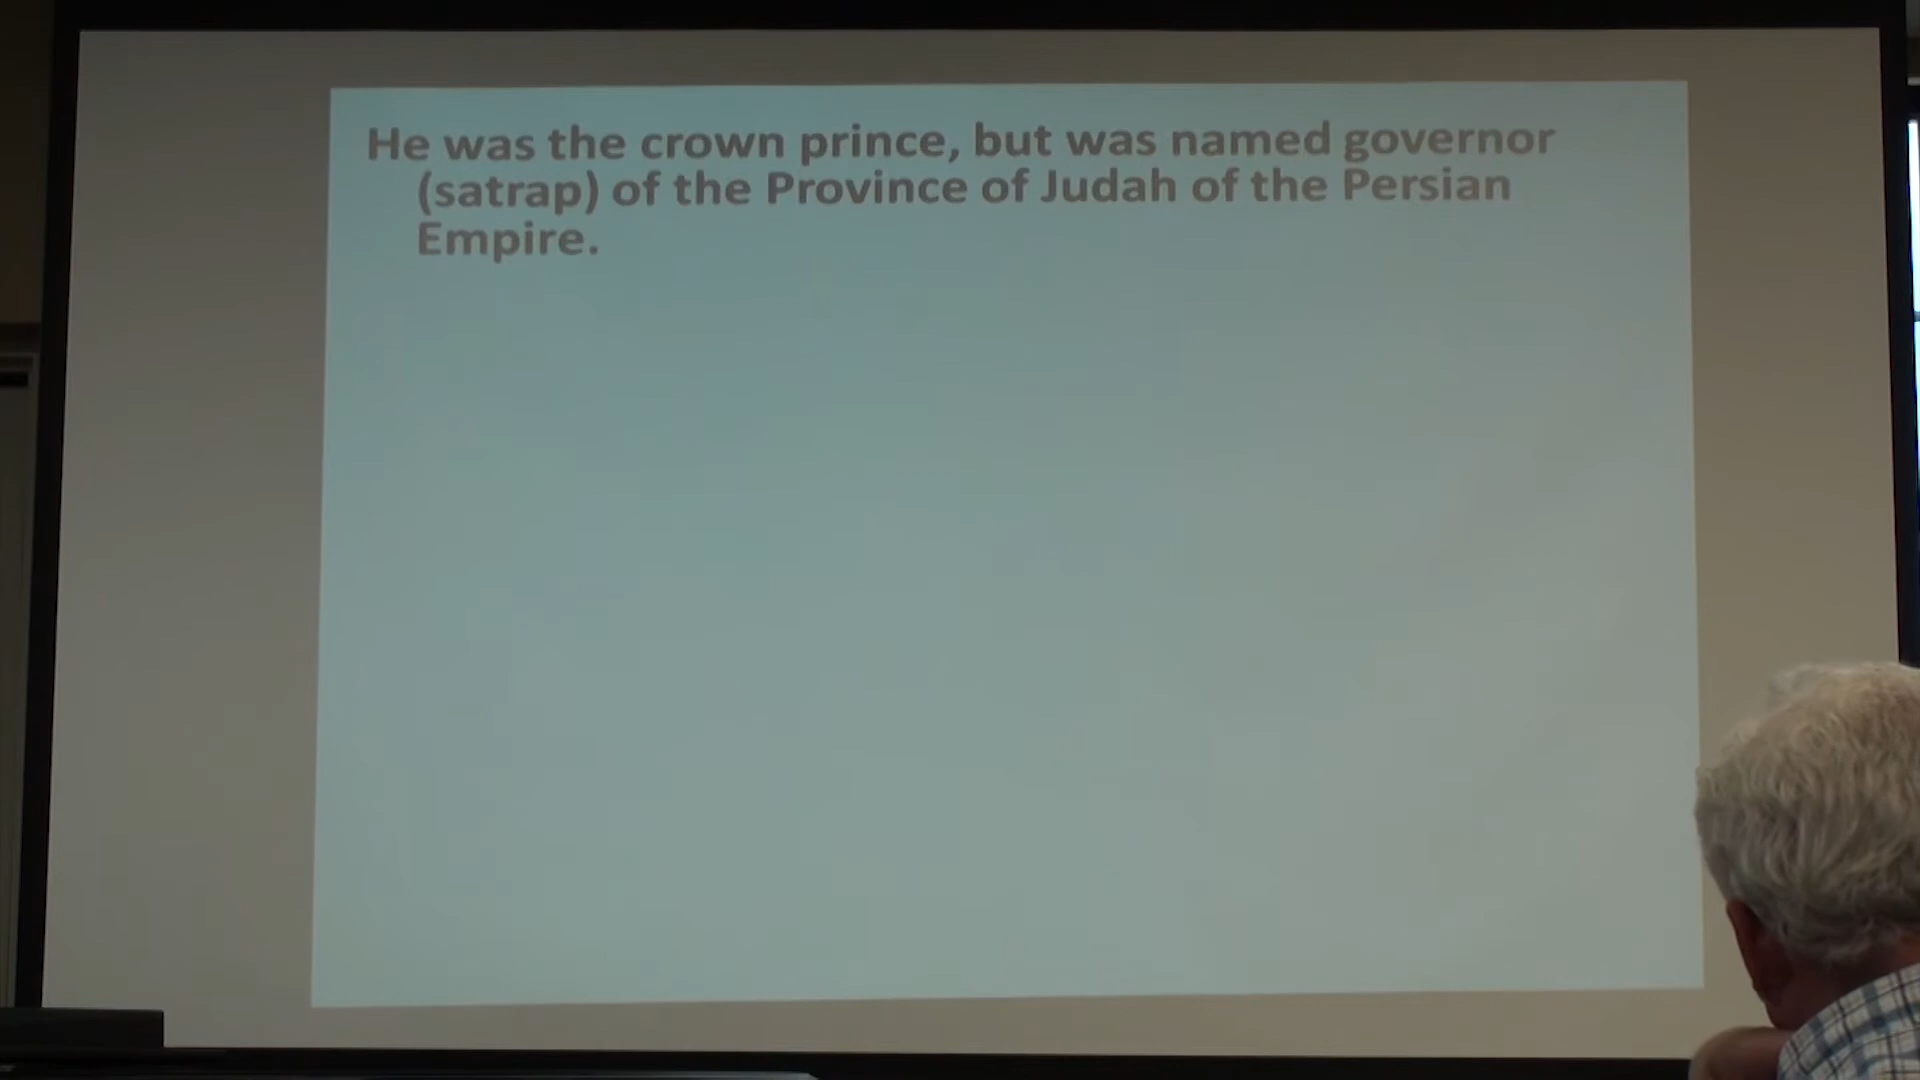 He was the crown prince, but was named governor
(satrap) of the Province of Judah of the Persian
Empire.